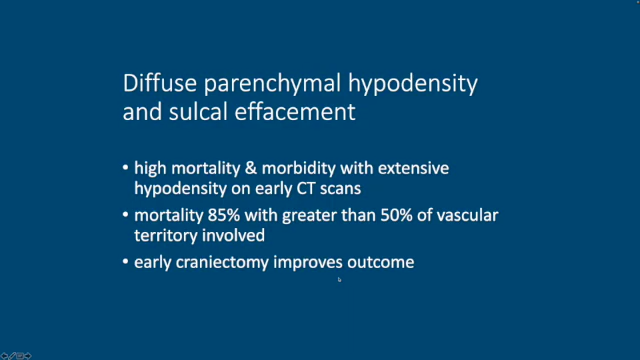 Diffuse parenchymal hypodensity
and sulcal effacement
• high mortality & morbidity with extensive
hypodensity on early CT scans
• mortality 85% with greater than 50% of vascular
territory involved
• early craniectomy improves outcome